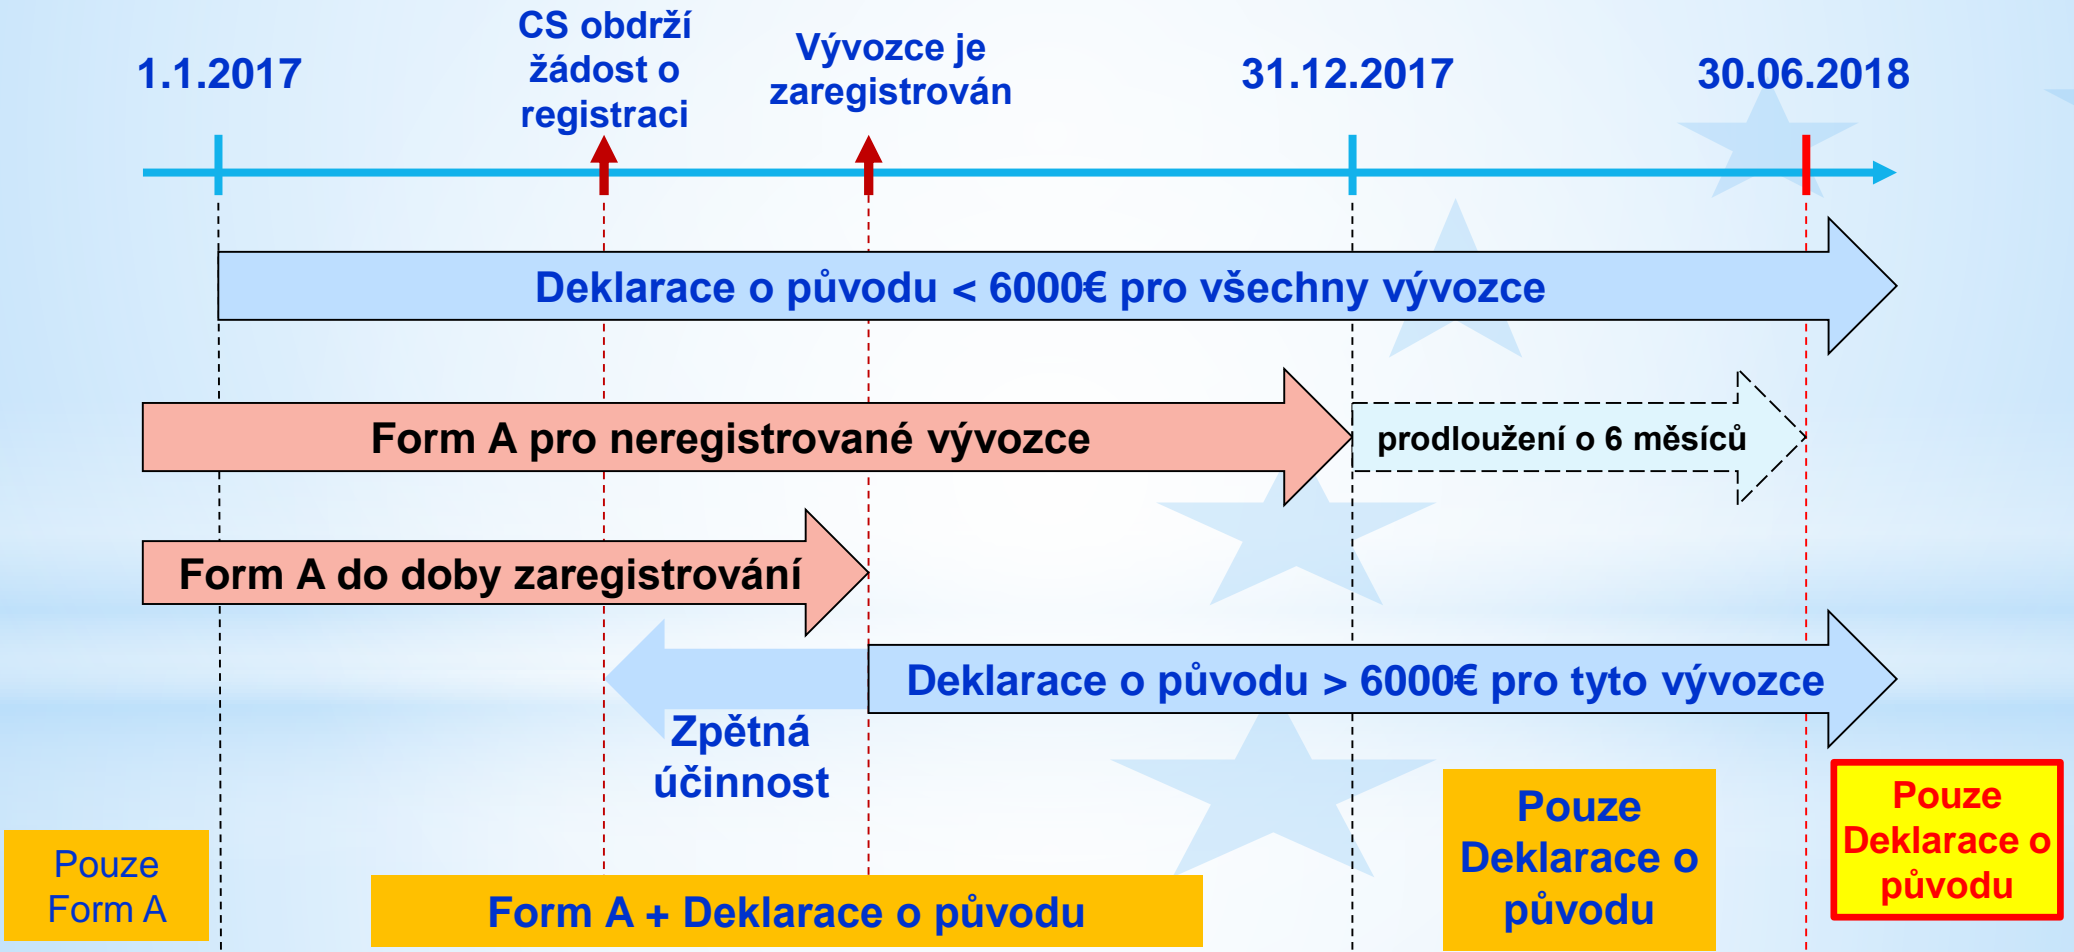 1.1.2017
CS obdrží
žádost o
registraci
Vývozce je
zaregistrován
31.12.2017
30.06.2018
Deklarace o původu < 6000€ pro všechny vývozce
Form A pro neregistrované vývozce
prodloužení o 6 měsíců
Form A do doby zaregistrování
Deklarace o původu > 6000€ pro tyto vývozce
Zpětná
účinnost
Pouze
Form A
Form A + Deklarace o původu
Pouze
Deklarace o
původu
Pouze
Deklarace o
původu